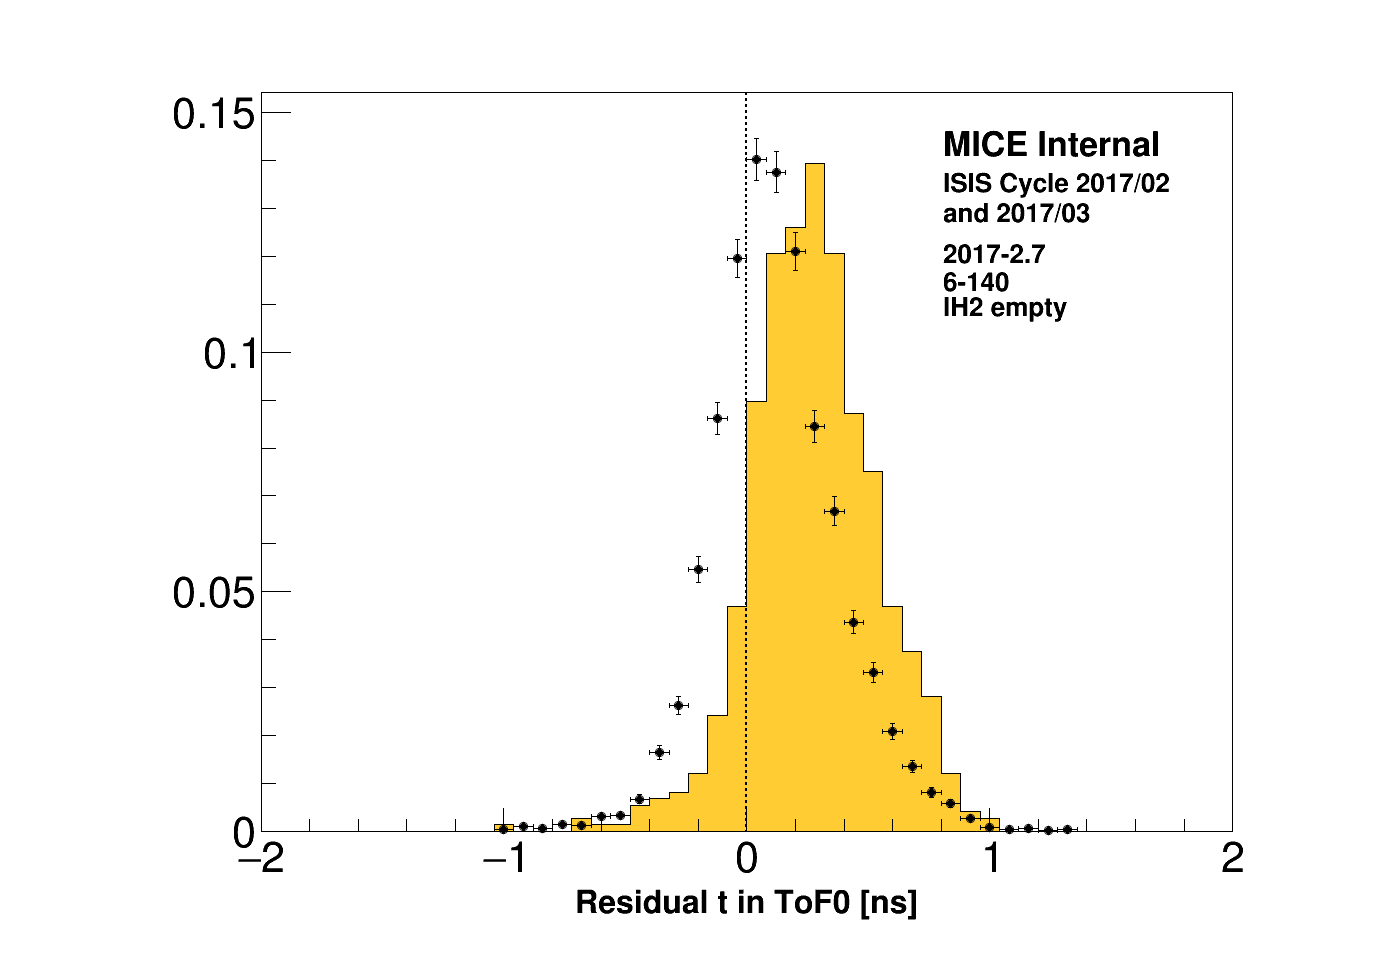 0.15
MICE Internal
ISIS Cycle 2017/02
and 2017/03
2017-2.7
6-140
lH2 empty
0.1
0.05
0
−2
−1
0
1
2
Residual t in ToF0 [ns]